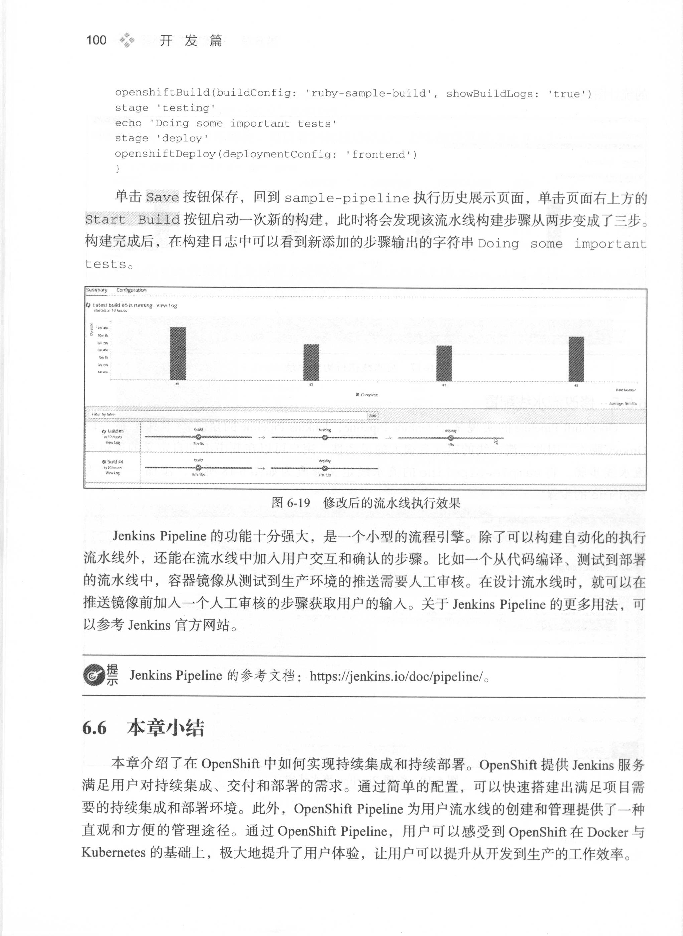 100 开 发 篇
openshiftBuild(buildConfig: 'ruby-sample-build', showBuildLogs: 'true')
stage 'testing'
echo 'Doing some important tests'
stage 'deploy'
openshiftDeploy(deploymentConfig: 'frontend')
}
单击 Save 按钮保存，回到 sample-pipeline 执行历史展示页面，单击页面右上方的
Start Build 按钮启动一次新的构建，此时将会发现该流水线构建步骤从两步变成了三步。
构建完成后，在构建日志中可以看到新添加的步骤输出的字符串 Doing some important
tests。
Summary Configuration
Latest build #5 is running View Log
Build #5
View Log
Build #4
View Log
图 6-19 修改后的流水线执行效果
Jenkins Pipeline 的功能十分强大，是一个小型的流程引擎。除了可以构建自动化的执行
流水线外，还能在流水线中加入用户交互和确认的步骤。比如一个从代码编译、测试到部署
的流水线中，容器镜像从测试到生产环境的推送需要人工审核。在设计流水线时，就可以在
推送镜像前加入一个人工审核的步骤获取用户的输入。关于 Jenkins Pipeline 的更多用法，可
以参考 Jenkins 官方网站。
提示 Jenkins Pipeline 的参考文档：https://jenkins.io/doc/pipeline/。
6.6 本章小结
本章介绍了在 OpenShift 中如何实现持续集成和持续部署。OpenShift 提供 Jenkins 服务
满足用户对持续集成、交付和部署的需求。通过简单的配置，可以快速搭建出满足项目需
要的持续集成和部署环境。此外，OpenShift Pipeline 为用户流水线的创建和管理提供了一种
直观和方便的管理途径。通过 OpenShift Pipeline，用户可以感受到 OpenShift 在 Docker 与
Kubernetes 的基础上，极大地提升了用户体验，让用户可以提升从开发到生产的工作效率。